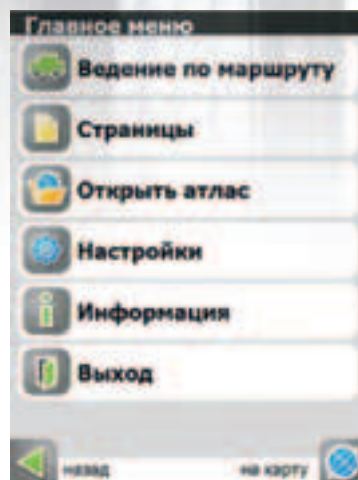 Главное меню
Ведение по маршруту
Страницы
Открыть атлас
Настройки
Информация
Выход
назад на карту